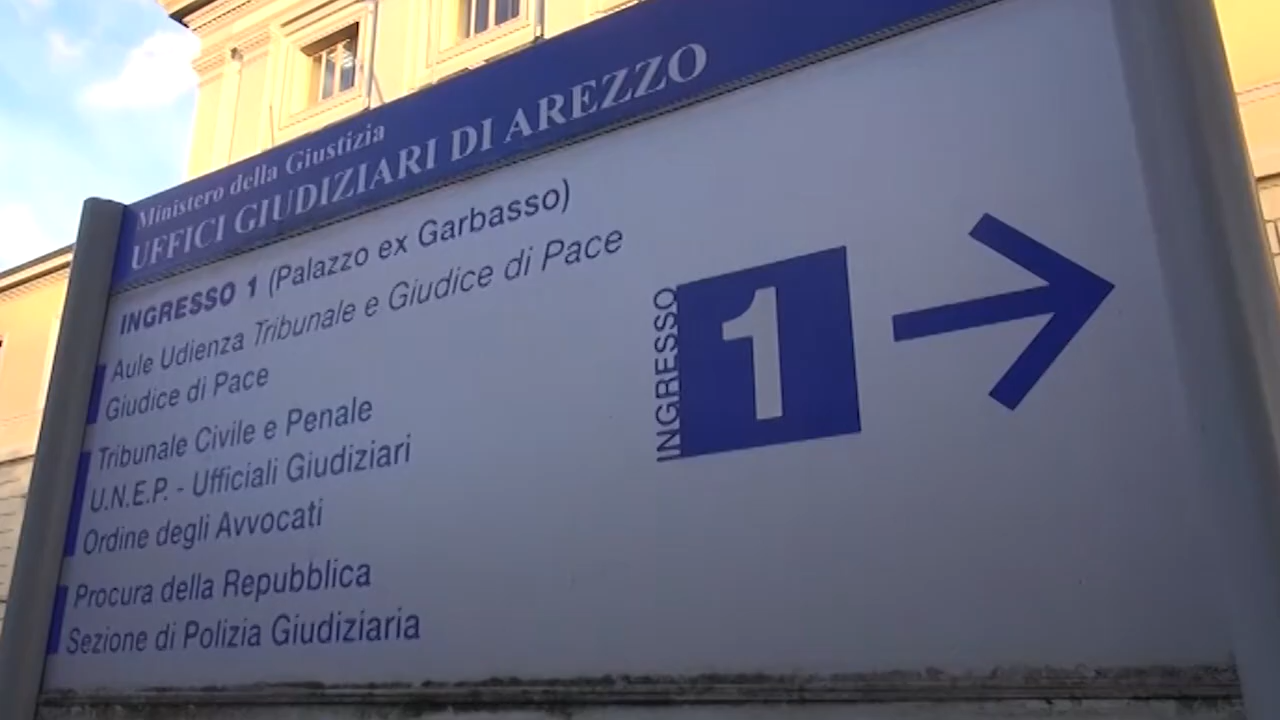 Ministero della Giustizia
UFFICI GIUDIZIARI DI AREZZO
INGRESSO 1 (Palazzo ex Garbasso)
Aule Udienza Tribunale e Giudice di Pace
Giudice di Pace
Tribunale Civile e Penale
U.N.E.P. - Ufficiali Giudiziari
Ordine degli Avvocati
Procura della Repubblica
Sezione di Polizia Giudiziaria
INGRESSO
1